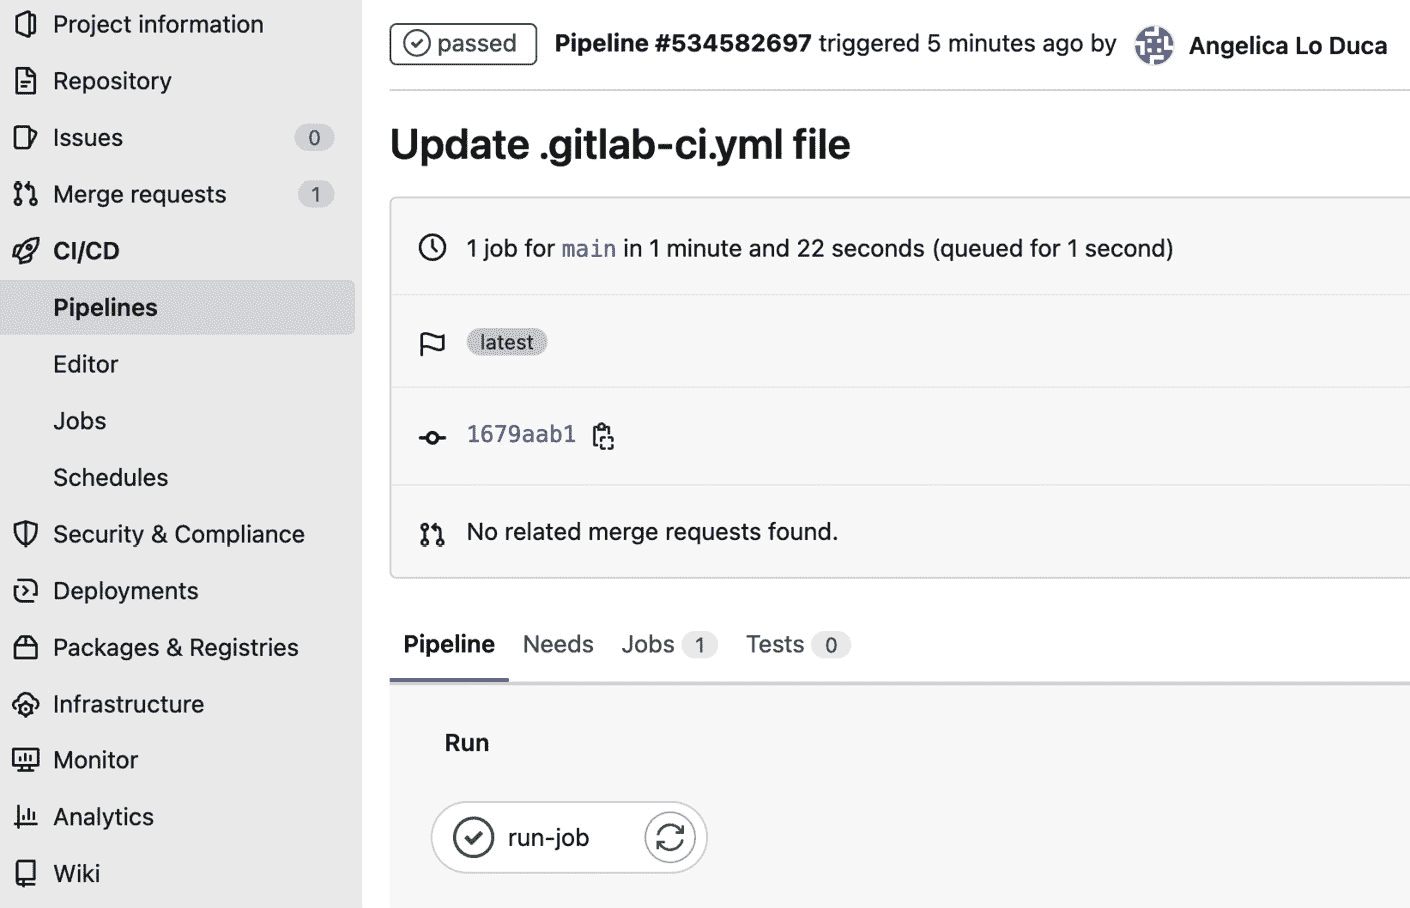 Project information
Repository
Issues 0
Merge requests 1
CI/CD
Pipelines
Editor
Jobs
Schedules
Security & Compliance
Deployments
Packages & Registries
Infrastructure
Monitor
Analytics
Wiki
passed Pipeline #534582697 triggered 5 minutes ago by Angelica Lo Duca
Update .gitlab-ci.yml file
1 job for main in 1 minute and 22 seconds (queued for 1 second)
latest
1679aab1
No related merge requests found.
Pipeline Needs Jobs 1 Tests 0
Run
run-job